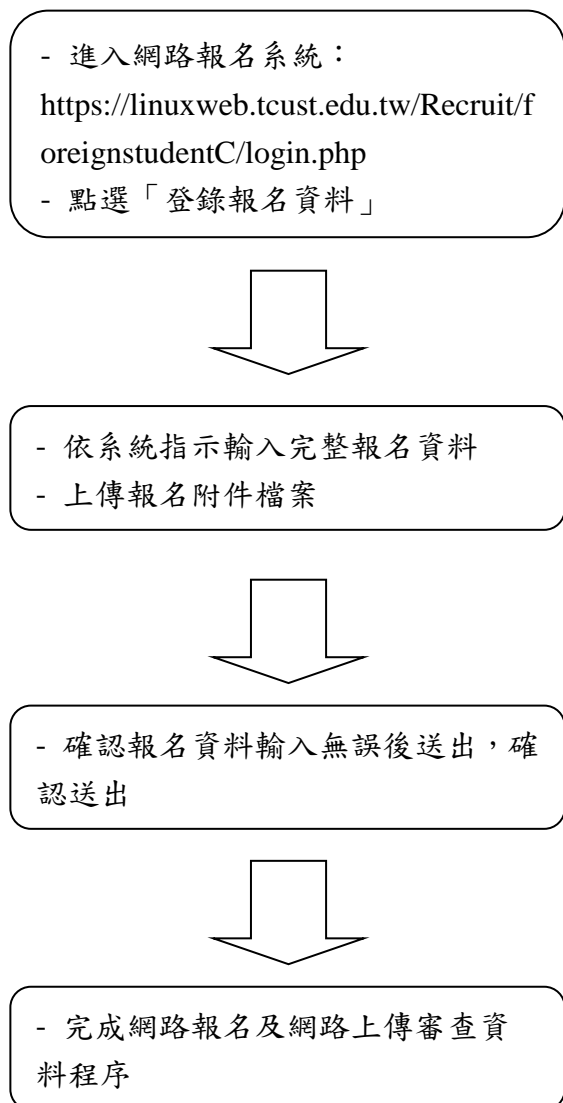 - 進入網路報名系統：
https://linuxweb.tcust.edu.tw/Recruit/f
oreignstudentC/login.php
- 點選「登錄報名資料」
- 依系統指示輸入完整報名資料
- 上傳報名附件檔案
- 確認報名資料輸入無誤後送出，確
認送出
- 完成網路報名及網路上傳審查資
料程序